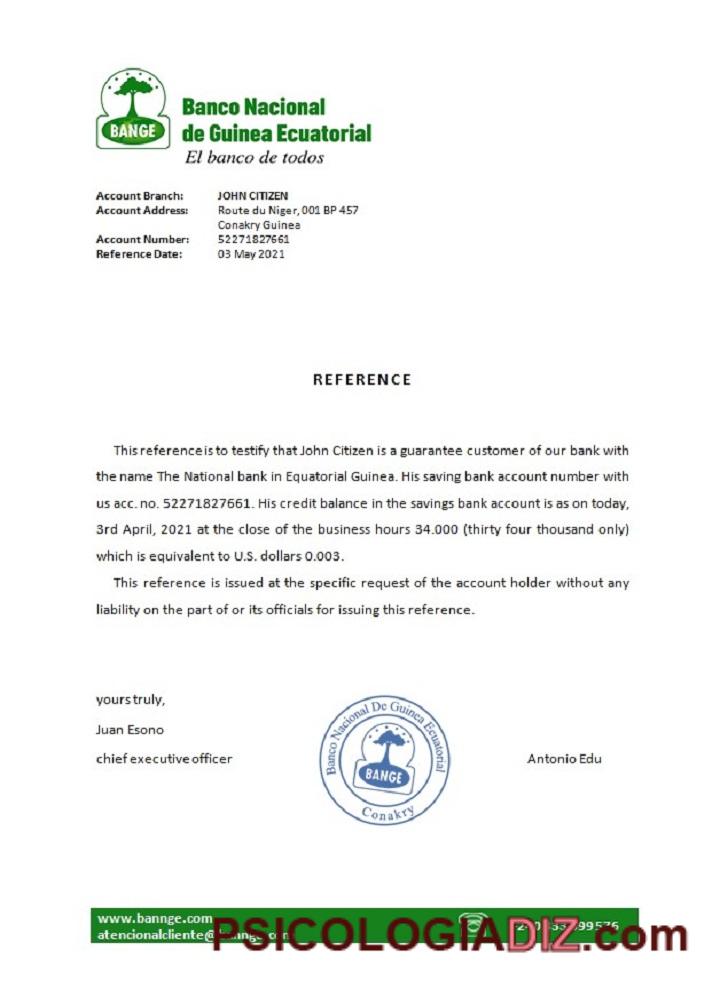 BANGE
Banco Nacional
de Guinea Ecuatorial
El banco de todos
Account Branch: JOHN CITIZEN
Account Address: Route du Niger, 001 BP 457
Conakry Guinea
Account Number: 52271827661
Reference Date: 03 May 2021
REFERENCE
This reference is to testify that John Citizen is a guarantee customer of our bank with
the name The National bank in Equatorial Guinea. His saving bank account number with
us acc. no. 52271827661. His credit balance in the savings bank account is as on today,
3rd April, 2021 at the close of the business hours 34.000 (thirty four thousand only)
which is equivalent to U.S. dollars 0.003.
This reference is issued at the specific request of the account holder without any
liability on the part of or its officials for issuing this reference.
yours truly,
Juan Esono
chief executive officer
Antonio Edu
Banco Nacional De Guinea Ecuatorial
BANGE
Conakry
www.bannge.com
atencionalcliente@
PSICOLOGIADIZ.com